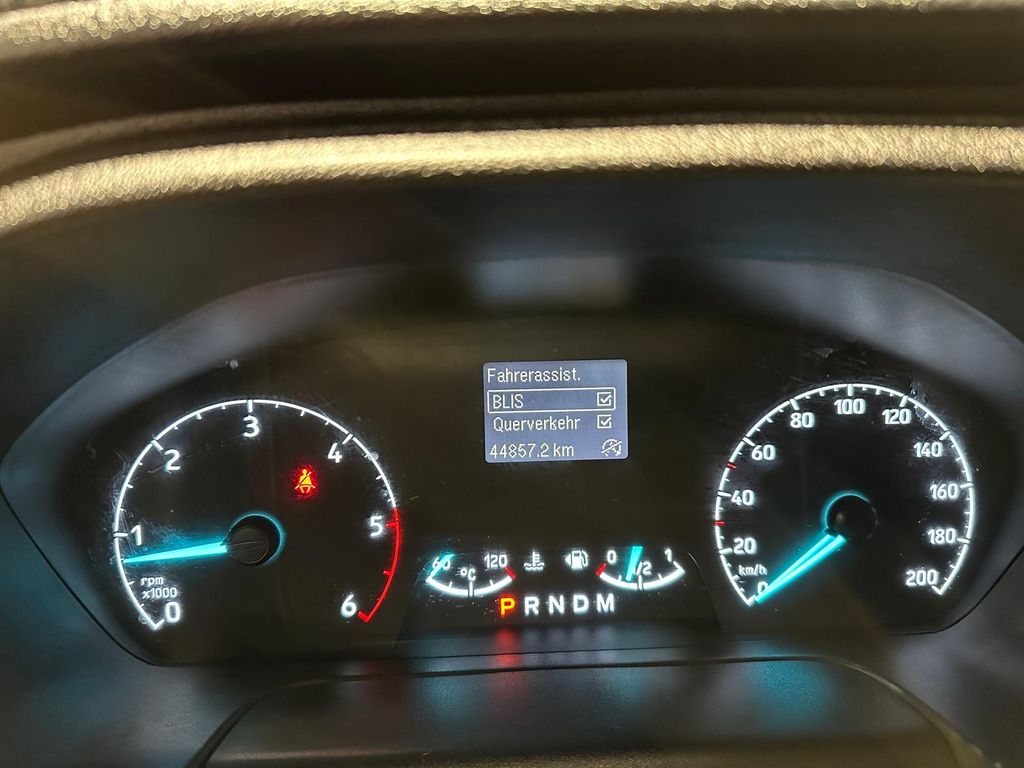 Fahrerassist.
BLIS
Querverkehr
44857.2 km
0
1
2
3
4
5
6
rpm
x1000
60
°C
120
0
1/2
1
P R N D M
0
20
40
60
80
100
120
140
160
180
200
km/h